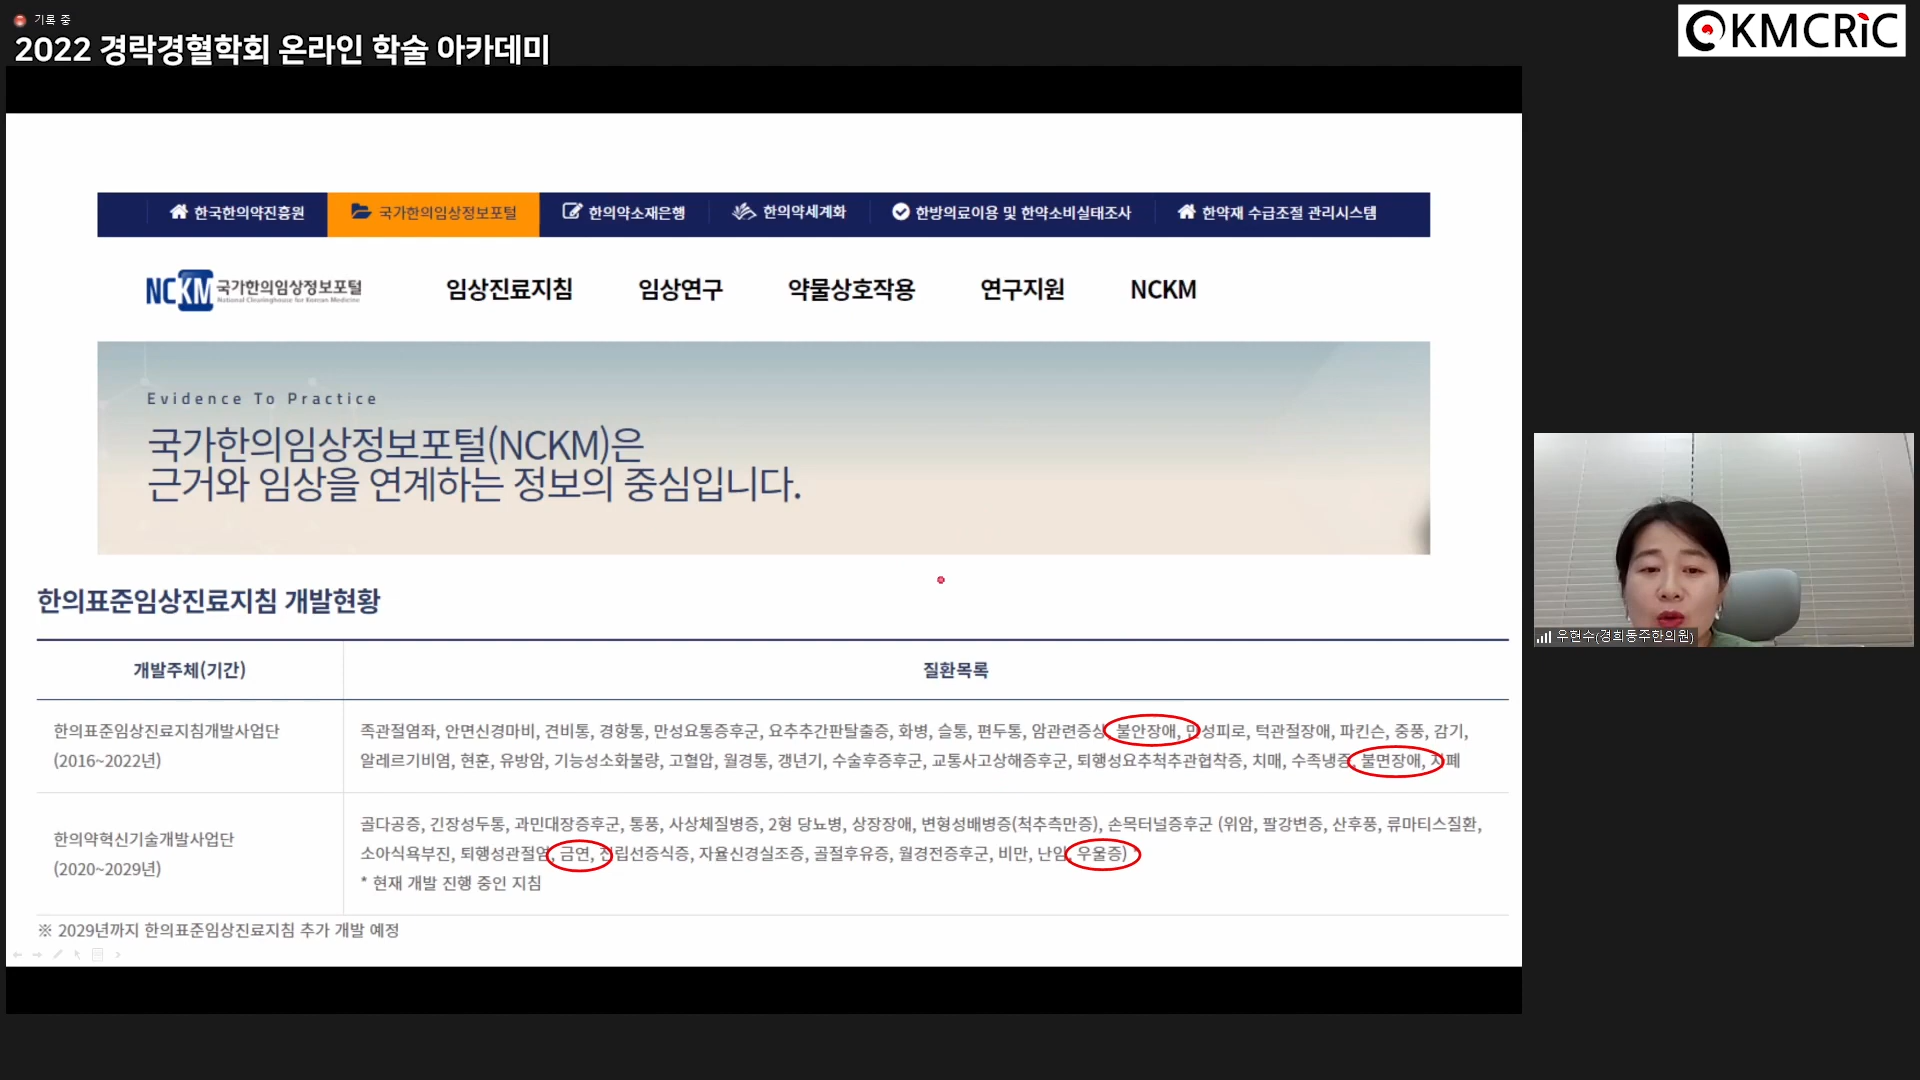 기록 중
2022 경락경혈학회 온라인 학술 아카데미
KMCRiC
한국한의약진흥원 국가한의임상정보포털 한의약소재은행 한의약세계화 한방의료이용 및 한약소비실태조사 한약재 수급조절 관리시스템
NCKM 국가한의임상정보포털
National Clearinghouse for Korean Medicine
임상진료지침 임상연구 약물상호작용 연구지원 NCKM
Evidence To Practice
국가한의임상정보포털(NCKM)은
근거와 임상을 연계하는 정보의 중심입니다.
우현수(경희동주한의원)
한의표준임상진료지침 개발현황
개발주체(기간) 질환목록
한의표준임상진료지침개발사업단
(2016~2022년)
족관절염좌, 안면신경마비, 견비통, 경항통, 만성요통증후군, 요추추간판탈출증, 화병, 슬통, 편두통, 암관련증상, 불안장애, 만성피로, 턱관절장애, 파킨슨, 중풍, 감기,
알레르기비염, 현훈, 유방암, 기능성소화불량, 고혈압, 월경통, 갱년기, 수술후증후군, 교통사고상해증후군, 퇴행성요추척추관협착증, 치매, 수족냉증, 불면장애, 자폐
한의약혁신기술개발사업단
(2020~2029년)
골다공증, 긴장성두통, 과민대장증후군, 통풍, 사상체질병증, 2형 당뇨병, 상장장애, 변형성배병증(척추측만증), 손목터널증후군 (위암, 팔강변증, 산후풍, 류마티스질환,
소아식욕부진, 퇴행성관절염, 금연, 전립선증식증, 자율신경실조증, 골절후유증, 월경전증후군, 비만, 난임, 우울증) *
* 현재 개발 진행 중인 지침
※ 2029년까지 한의표준임상진료지침 추가 개발 예정